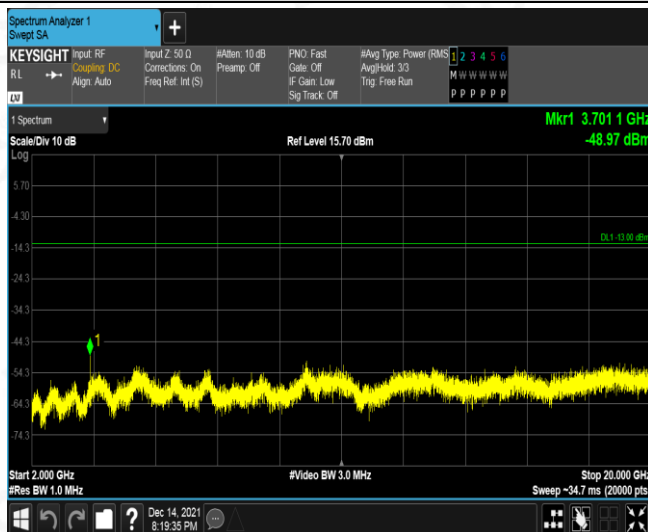 Spectrum Analyzer 1
Swept SA
+
KEYSIGHT
RL
LXI
Input: RF
Coupling: DC
Align: Auto
Input Z: 50 Ω
Corrections: On
Freq Ref: Int (S)
#Atten: 10 dB
Preamp: Off
PNO: Fast
Gate: Off
IF Gain: Low
Sig Track: Off
#Avg Type: Power (RMS
Avg|Hold: 3/3
Trig: Free Run
1 2 3 4 5 6
M W W W W W
P P P P P P
1 Spectrum
Scale/Div 10 dB
Ref Level 15.70 dBm
Mkr1 3.701 1 GHz
-48.97 dBm
Log
5.70
-4.30
DL1 -13.00 dBm
-14.3
-24.3
-34.3
-44.3
1
-54.3
-64.3
-74.3
Start 2.000 GHz
#Video BW 3.0 MHz
Stop 20.000 GHz
#Res BW 1.0 MHz
Sweep ~34.7 ms (20000 pts
?
Dec 14, 2021
8:19:35 PM